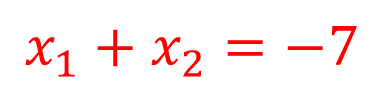 x₁ + x₂ = −7